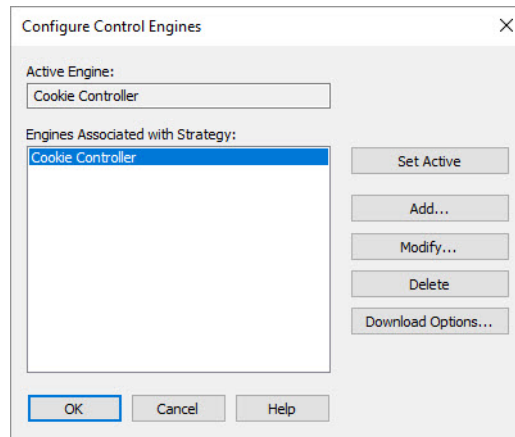 Configure Control Engines
Active Engine:
Cookie Controller
Engines Associated with Strategy:
Cookie Controller
Set Active
Add...
Modify...
Delete
Download Options...
OK
Cancel
Help